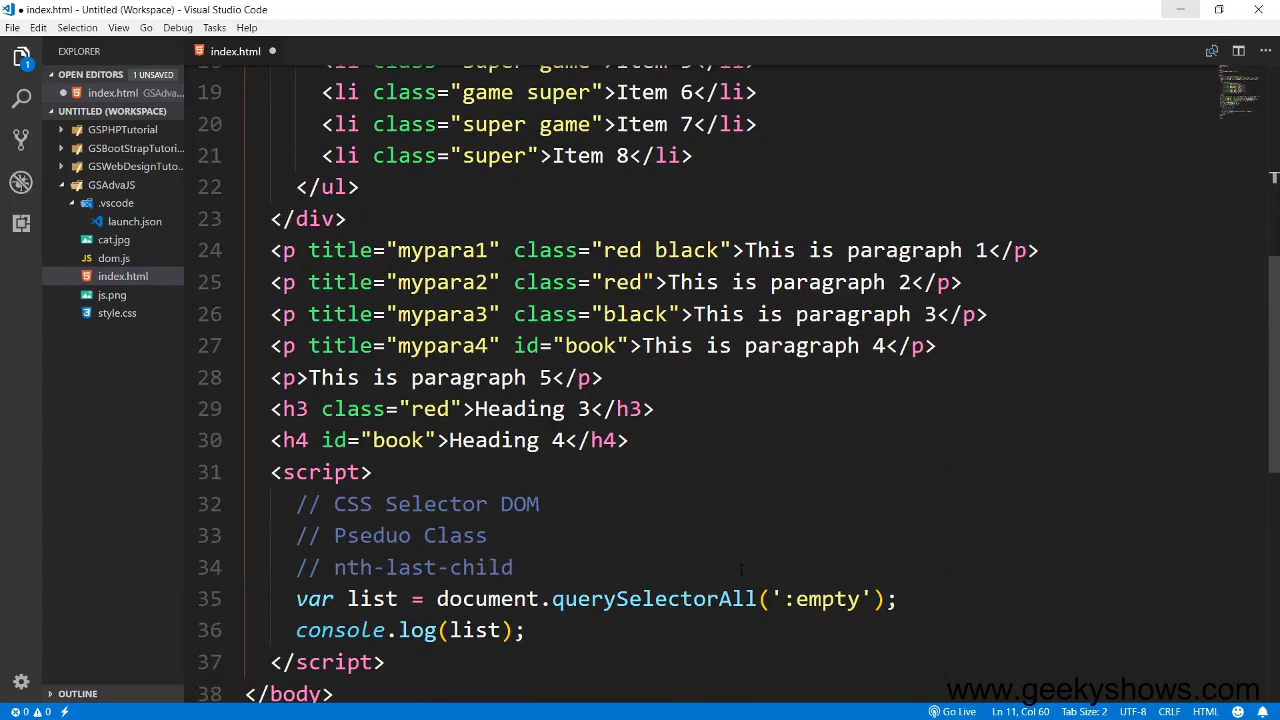 ● index.html - Untitled (Workspace) - Visual Studio Code
File Edit Selection View Go Debug Tasks Help
EXPLORER
index.html ●
OPEN EDITORS 1 UNSAVED
● index.html GSAdva...
UNTITLED (WORKSPACE)
GSPHPTutorial
GSBootStrapTutori...
GSWebDesignTuto...
GSAdvaJS
.vscode
launch.json
cat.jpg
JS dom.js
index.html
js.png
style.css
OUTLINE
1
19 <li class="game super">Item 6</li>
20 <li class="super game">Item 7</li>
21 <li class="super">Item 8</li>
22 </ul>
23 </div>
24 <p title="mypara1" class="red black">This is paragraph 1</p>
25 <p title="mypara2" class="red">This is paragraph 2</p>
26 <p title="mypara3" class="black">This is paragraph 3</p>
27 <p title="mypara4" id="book">This is paragraph 4</p>
28 <p>This is paragraph 5</p>
29 <h3 class="red">Heading 3</h3>
30 <h4 id="book">Heading 4</h4>
31 <script>
32 // CSS Selector DOM
33 // Pseduo Class
34 // nth-last-child
35 var list = document.querySelectorAll(':empty');
36 console.log(list);
37 </script>
38 </body>
www.geekyshows.com
0 0 Go Live Ln 11, Col 60 Tab Size: 2 UTF-8 CRLF HTML